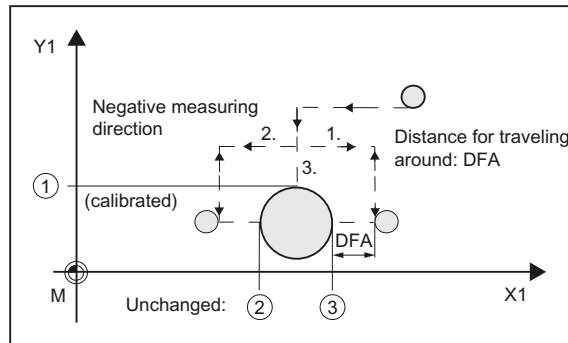 Y1
Negative measuring
direction
2.
1.
Distance for traveling
around: DFA
3.
1
(calibrated)
DFA
M
Unchanged:
2
3
X1